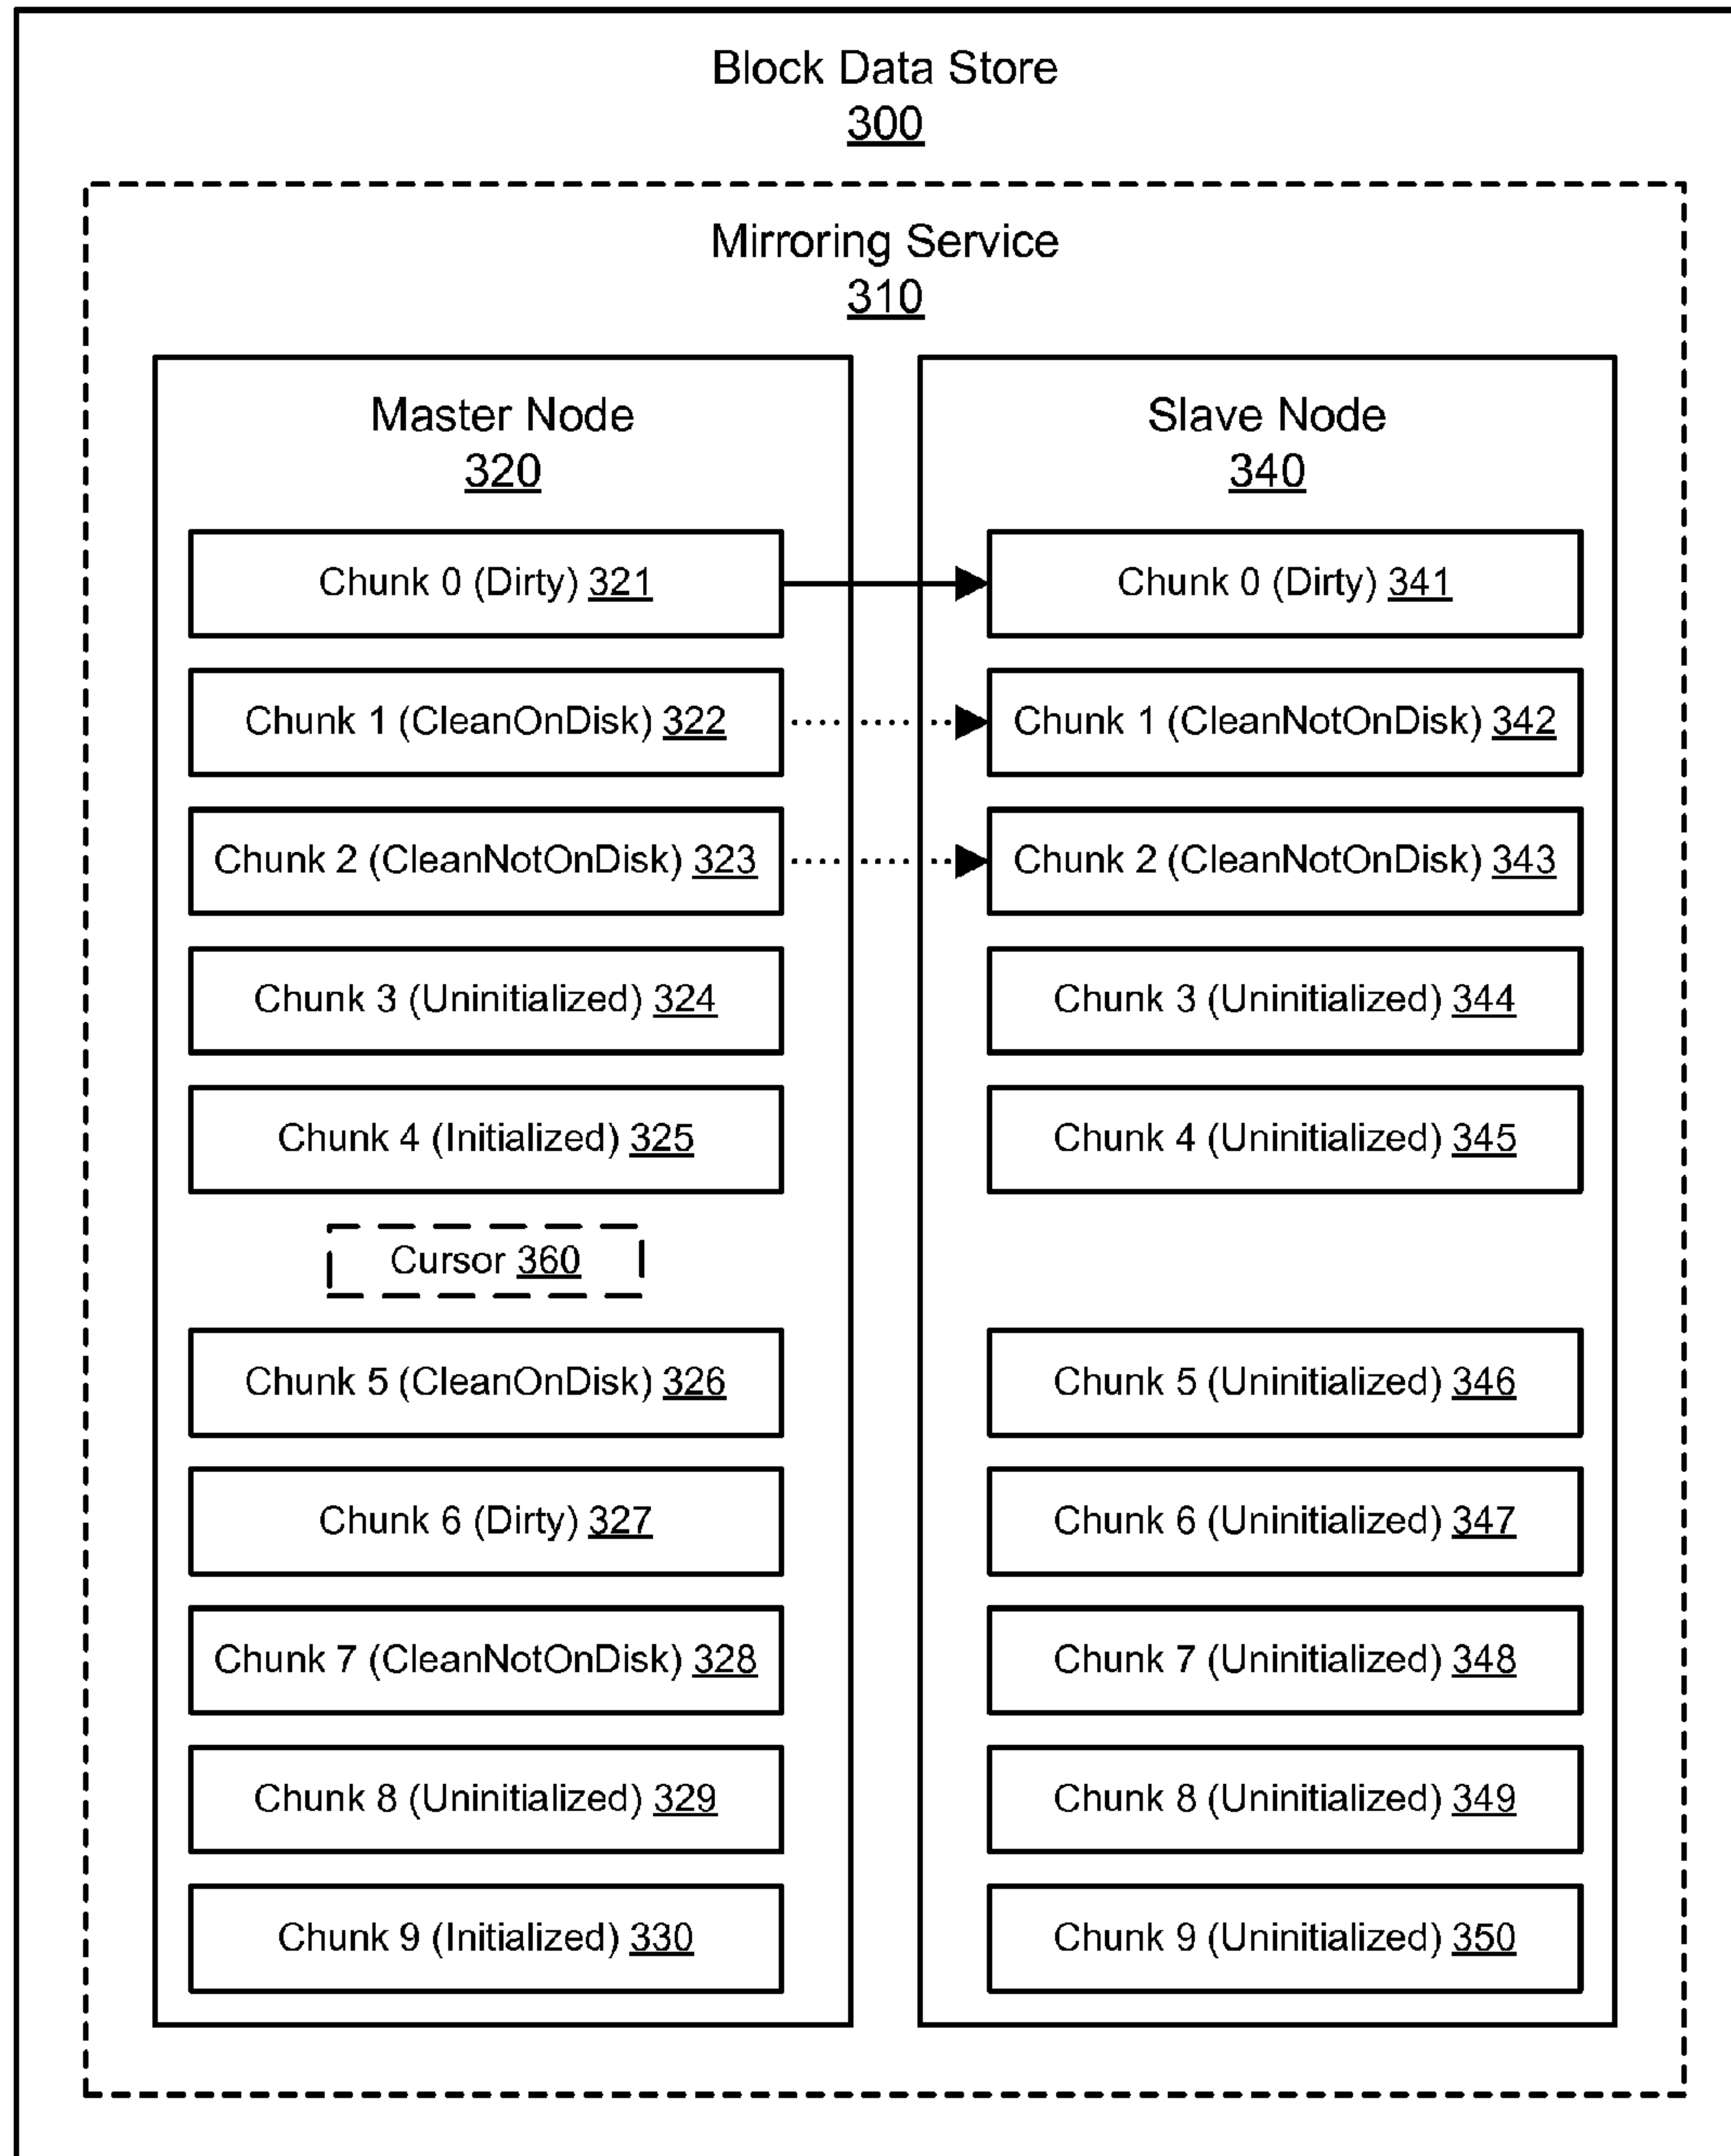 Block Data Store
300
Mirroring Service
310
Master Node
320
Chunk 0 (Dirty) 321
Chunk 1 (CleanOnDisk) 322
Chunk 2 (CleanNotOnDisk) 323
Chunk 3 (Uninitialized) 324
Chunk 4 (Initialized) 325
Cursor 360
Chunk 5 (CleanOnDisk) 326
Chunk 6 (Dirty) 327
Chunk 7 (CleanNotOnDisk) 328
Chunk 8 (Uninitialized) 329
Chunk 9 (Initialized) 330
Slave Node
340
Chunk 0 (Dirty) 341
Chunk 1 (CleanNotOnDisk) 342
Chunk 2 (CleanNotOnDisk) 343
Chunk 3 (Uninitialized) 344
Chunk 4 (Uninitialized) 345
Chunk 5 (Uninitialized) 346
Chunk 6 (Uninitialized) 347
Chunk 7 (Uninitialized) 348
Chunk 8 (Uninitialized) 349
Chunk 9 (Uninitialized) 350